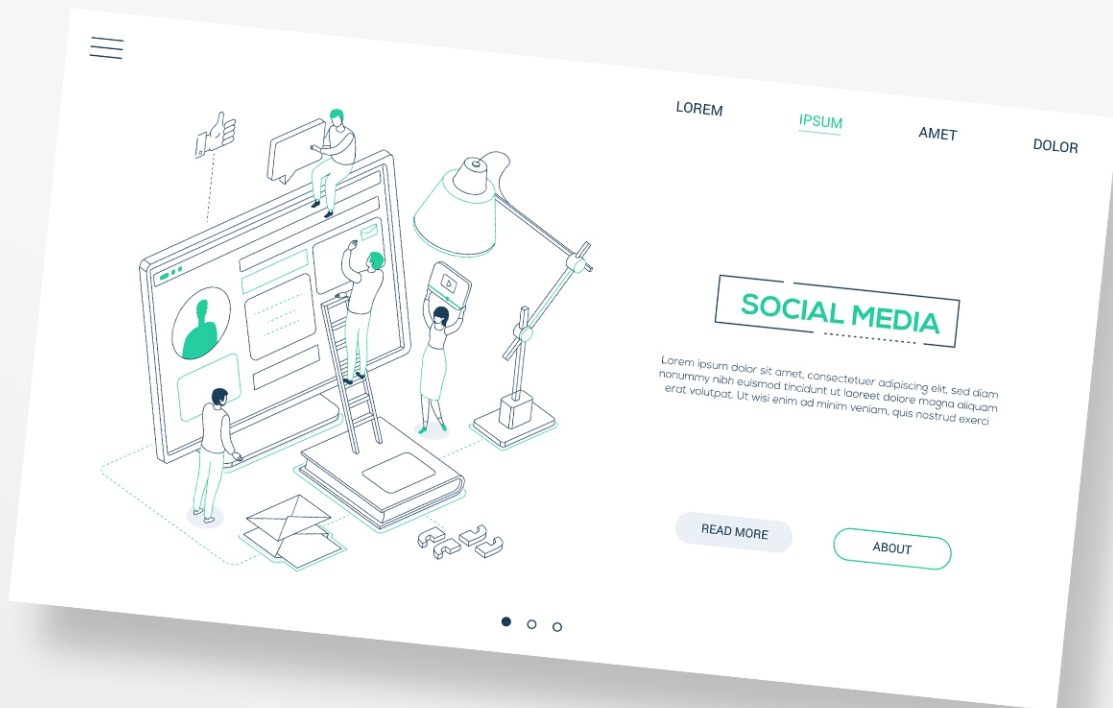 LOREM IPSUM AMET DOLOR
SOCIAL MEDIA
Lorem ipsum dolor sit amet, consectetuer adipiscing elit, sed diam
nonummy nibh euismod tincidunt ut laoreet dolore magna aliquam
erat volutpat. Ut wisi enim ad minim veniam, quis nostrud exerci
READ MORE ABOUT